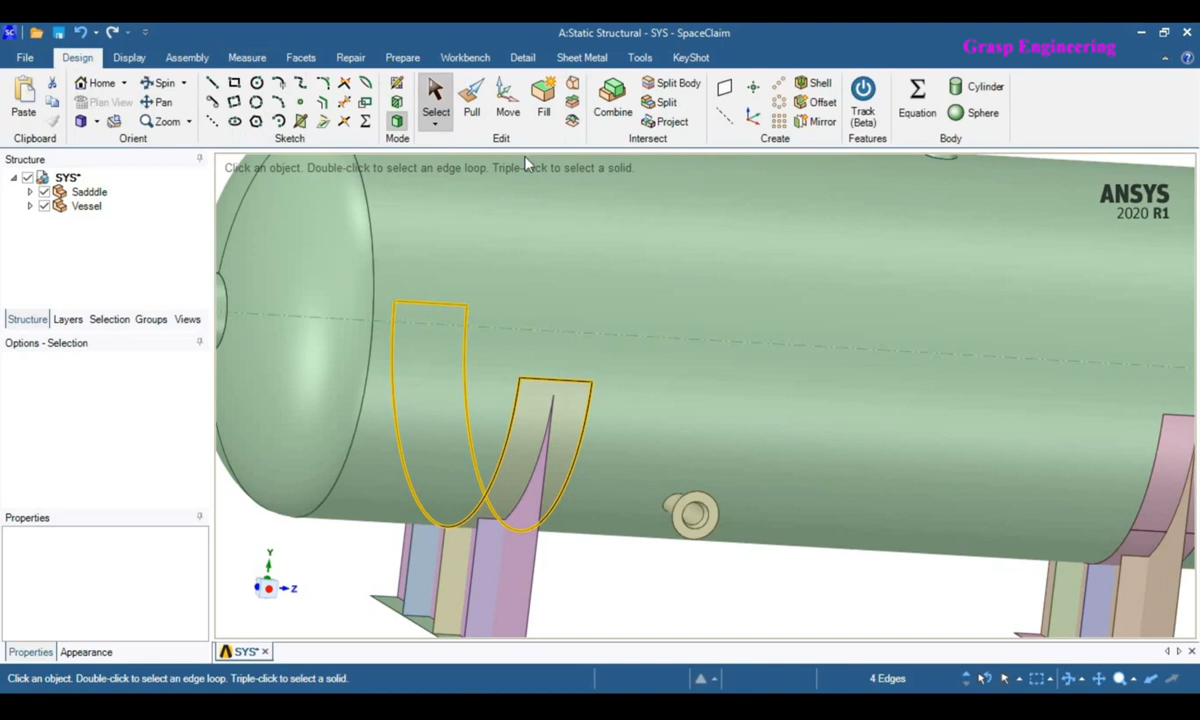 A:Static Structural - SYS - SpaceClaim
Grasp Engineering
File Design Display Assembly Measure Facets Repair Prepare Workbench Detail Sheet Metal Tools KeyShot
Paste
Clipboard
Home Spin
Plan View Pan
Zoom
Orient
Sketch
Mode
Select Pull Move Fill
Edit
Combine
Split Body
Split
Project
Intersect
Shell
Offset
Mirror
Create
Track
(Beta)
Features
Equation
Cylinder
Sphere
Body
Structure
SYS*
Sadddle
Vessel
Structure Layers Selection Groups Views
Options - Selection
Properties
Properties Appearance
Click an object. Double-click to select an edge loop. Triple-click to select a solid.
ANSYS
2020 R1
Y
Z
SYS*
Click an object. Double-click to select an edge loop. Triple-click to select a solid.
4 Edges